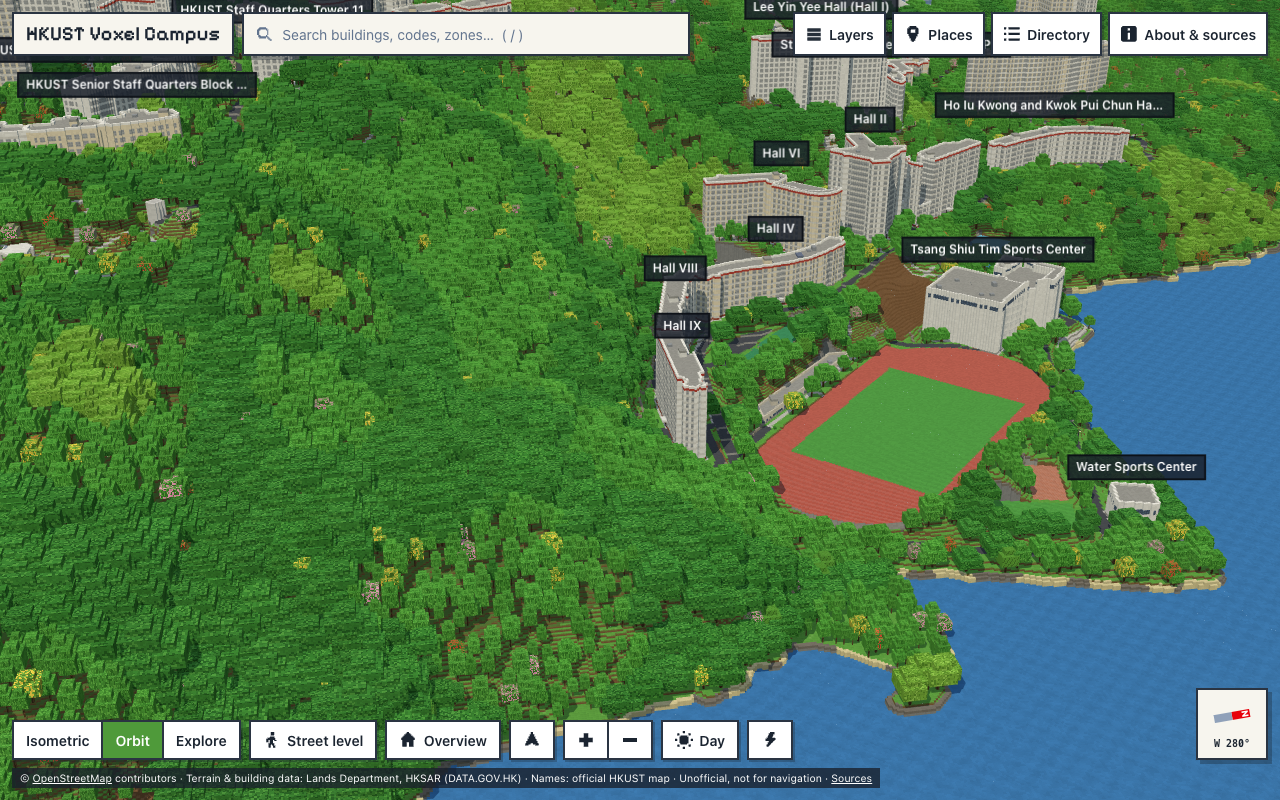 HKUST Staff Quarters Tower 11
Lee Yin Yee Hall (Hall I)
HKUST Voxel Campus
Search buildings, codes, zones... ( / )
Layers
Places
Directory
About & sources
HKUST Senior Staff Quarters Block ...
Ho Iu Kwong and Kwok Pui Chun Ha...
Hall II
Hall VI
Hall IV
Tsang Shiu Tim Sports Center
Hall VIII
Hall IX
Water Sports Center
Isometric
Orbit
Explore
Street level
Overview
Day
N
W 280°
© OpenStreetMap contributors · Terrain & building data: Lands Department, HKSAR (DATA.GOV.HK) · Names: official HKUST map · Unofficial, not for navigation · Sources